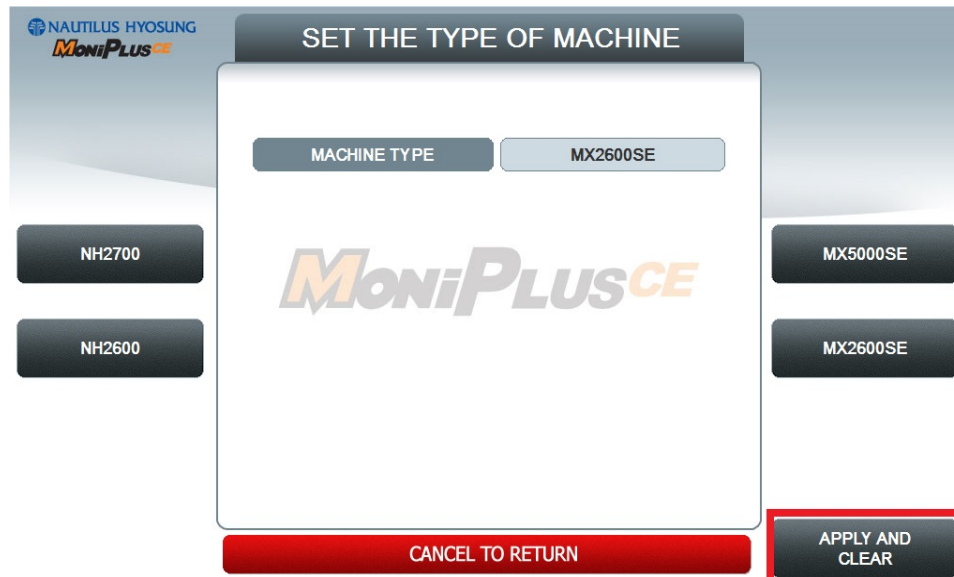 NAUTILUS HYOSUNG
MoniPlusCE
SET THE TYPE OF MACHINE
MACHINE TYPE
MX2600SE
NH2700
MoniPlusCE
MX5000SE
NH2600
MX2600SE
CANCEL TO RETURN
APPLY AND
CLEAR